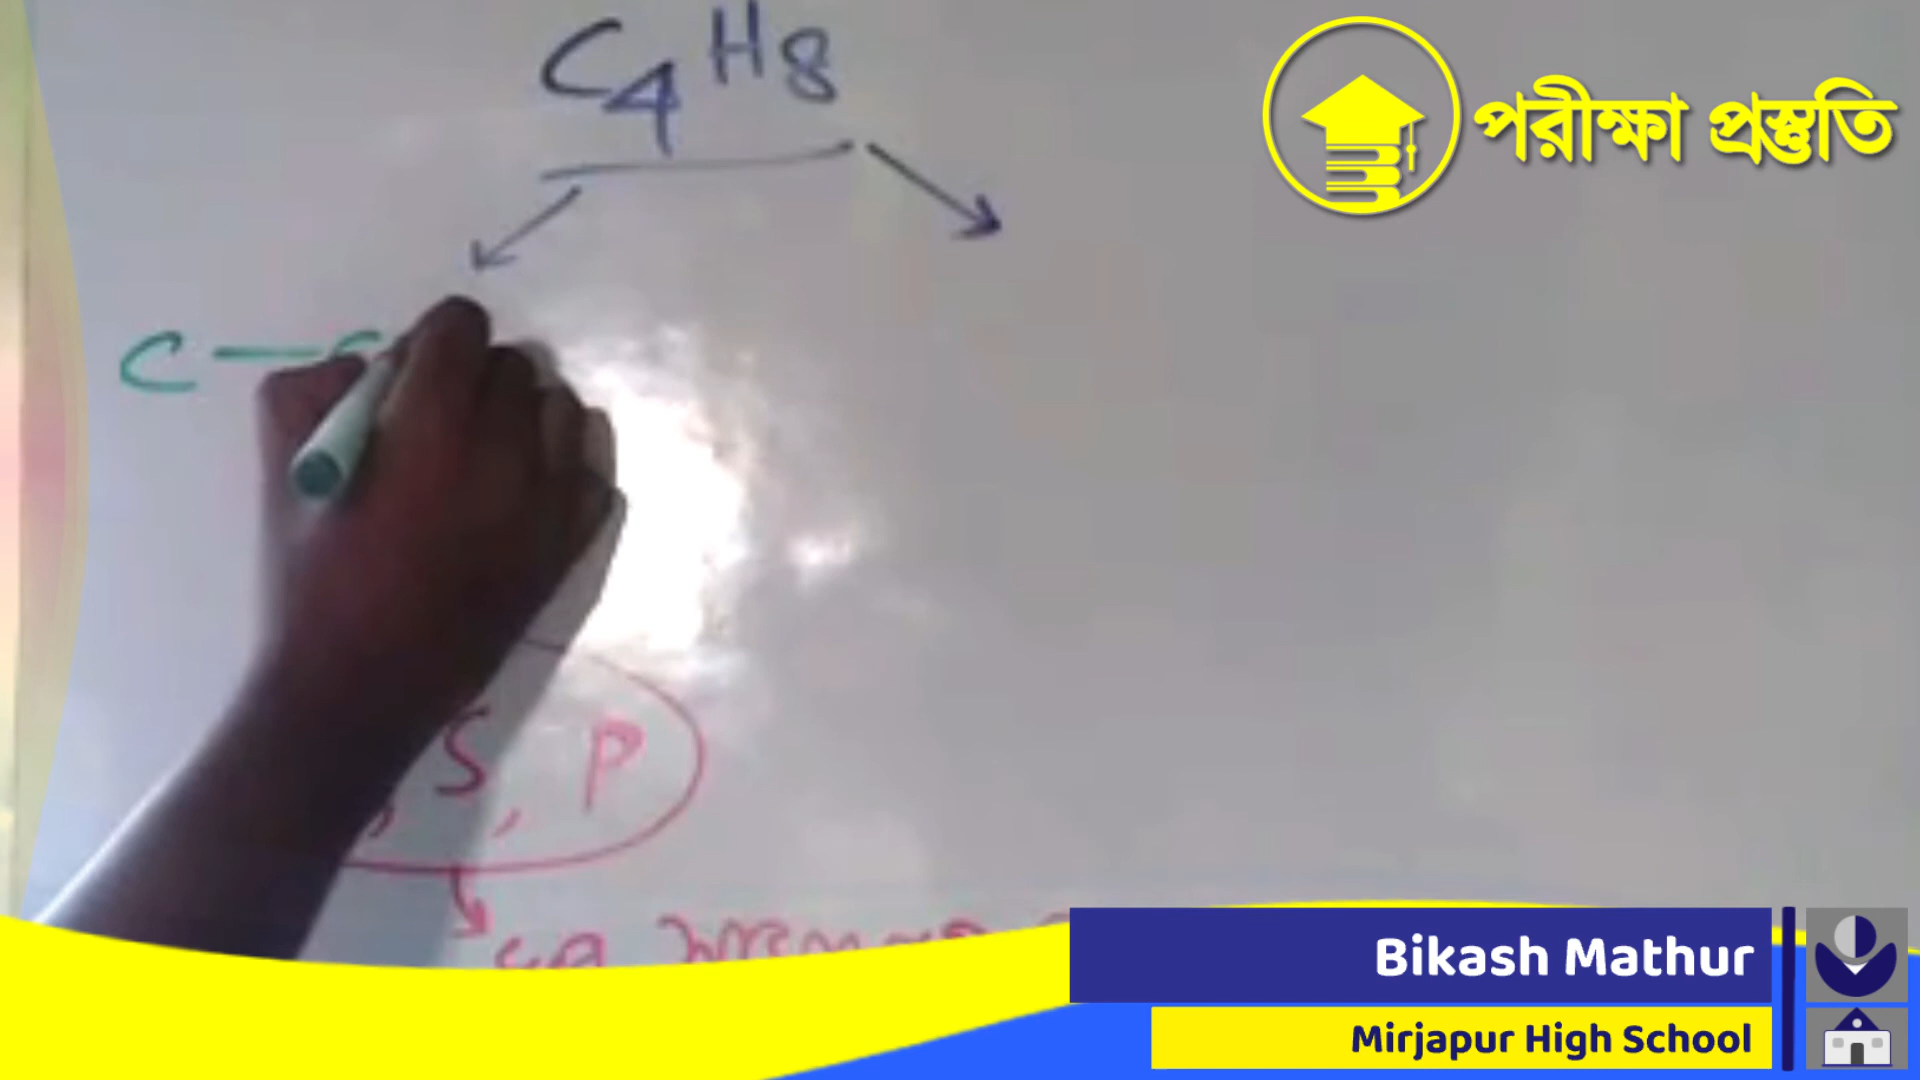 C4H8
পরীক্ষা প্রস্তুতি
C — C
, S, P
Bikash Mathur
Mirjapur High School